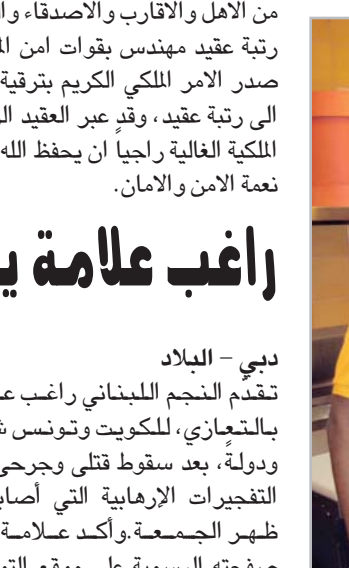 من الاهل والاقارب والاصدقاء
رتبة عقيد مهندس بقوات امن
صدر الامر الملكي الكريم بترقية
الى رتبة عقيد، وقد عبر العقيد
الملكية الغالية راجياً ان يحفظ الله
نعمة الامن والامان.
راغب علامة
دبي – البلاد
تقدّم النجم اللبناني راغب
بالتعازي، للكويت وتونس
ودولةً، بعد سقوط قتلى وجرحى
التفجيرات الإرهابية التي
ظهر الجمعة.وأكد علامة